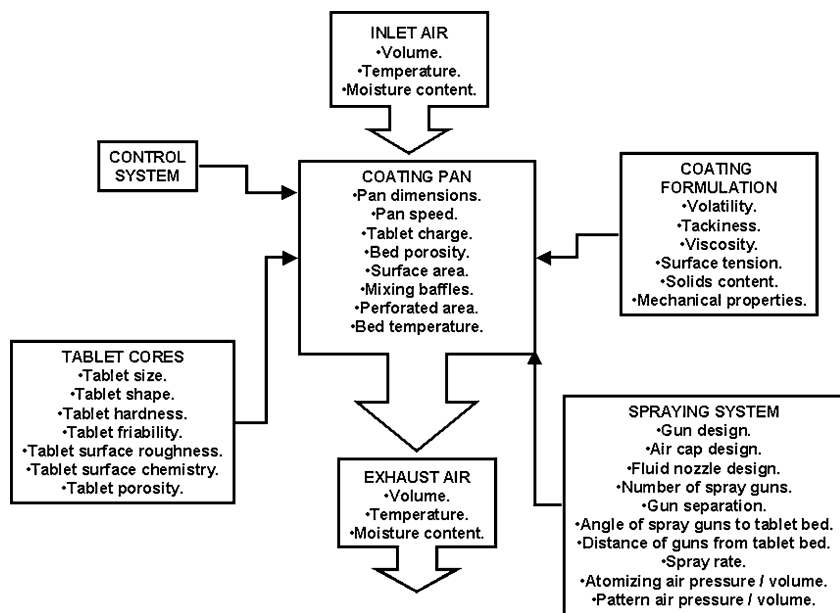 INLET AIR
•Volume.
•Temperature.
•Moisture content.
CONTROL
SYSTEM
COATING PAN
•Pan dimensions.
•Pan speed.
•Tablet charge.
•Bed porosity.
•Surface area.
•Mixing baffles.
•Perforated area.
•Bed temperature.
COATING
FORMULATION
•Volatility.
•Tackiness.
•Viscosity.
•Surface tension.
•Solids content.
•Mechanical properties.
TABLET CORES
•Tablet size.
•Tablet shape.
•Tablet hardness.
•Tablet friability.
•Tablet surface roughness.
•Tablet surface chemistry.
•Tablet porosity.
EXHAUST AIR
•Volume.
•Temperature.
•Moisture content.
SPRAYING SYSTEM
•Gun design.
•Air cap design.
•Fluid nozzle design.
•Number of spray guns.
•Gun separation.
•Angle of spray guns to tablet bed.
•Distance of guns from tablet bed.
•Spray rate.
•Atomizing air pressure / volume.
•Pattern air pressure / volume.